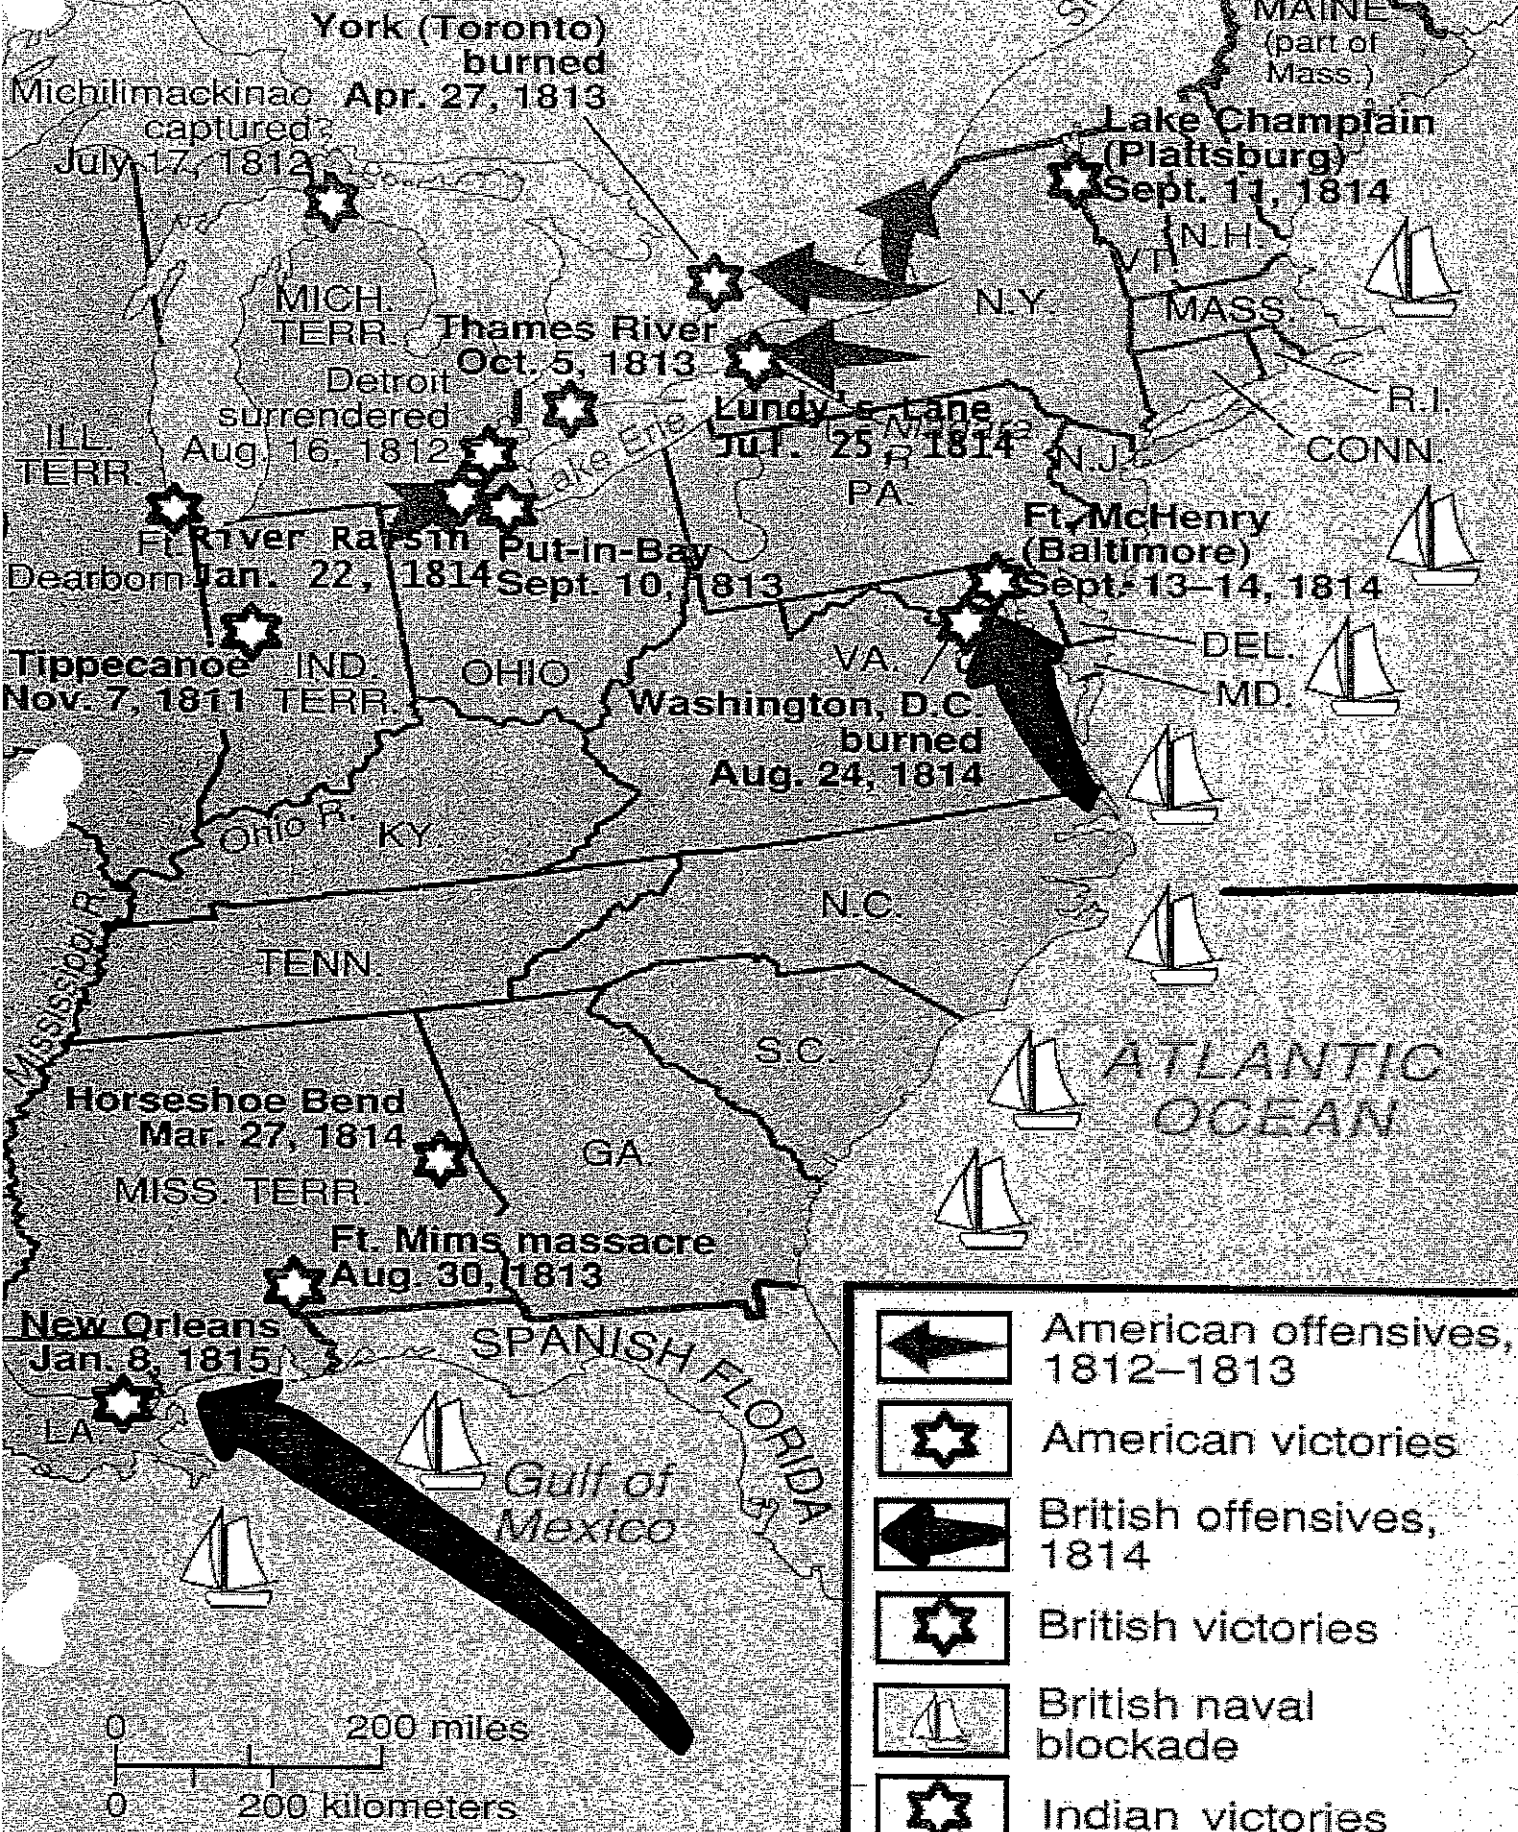 York (Toronto)
burned
Apr. 27, 1813
MAINE
(part of
Mass.)
Michilimackinac
captured
July 17, 1812
Lake Champlain
(Plattsburg)
Sept. 11, 1814
N.H.
VT.
MASS.
N.Y.
MICH.
TERR.
Thames River
Oct. 5, 1813
Detroit
surrendered
Aug. 16, 1812
Lundy's Lane
Jul. 25, 1814
R.I.
CONN.
ILL.
TERR.
Lake Erie
N.J.
PA.
Ft.
Dearborn
River Raisin
Jan. 22, 1814
Put-in-Bay
Sept. 10, 1813
Ft. McHenry
(Baltimore)
Sept. 13–14, 1814
DEL.
MD.
Tippecanoe
Nov. 7, 1811
IND.
TERR.
OHIO
VA.
Washington, D.C.
burned
Aug. 24, 1814
Ohio R.
KY.
Mississippi R.
TENN.
N.C.
S.C.
ATLANTIC
OCEAN
Horseshoe Bend
Mar. 27, 1814
MISS. TERR.
GA.
Ft. Mims massacre
Aug. 30, 1813
New Orleans
Jan. 8, 1815
LA.
SPANISH FLORIDA
Gulf of
Mexico
0 200 miles
0 200 kilometers
American offensives,
1812–1813
American victories
British offensives,
1814
British victories
British naval
blockade
Indian victories